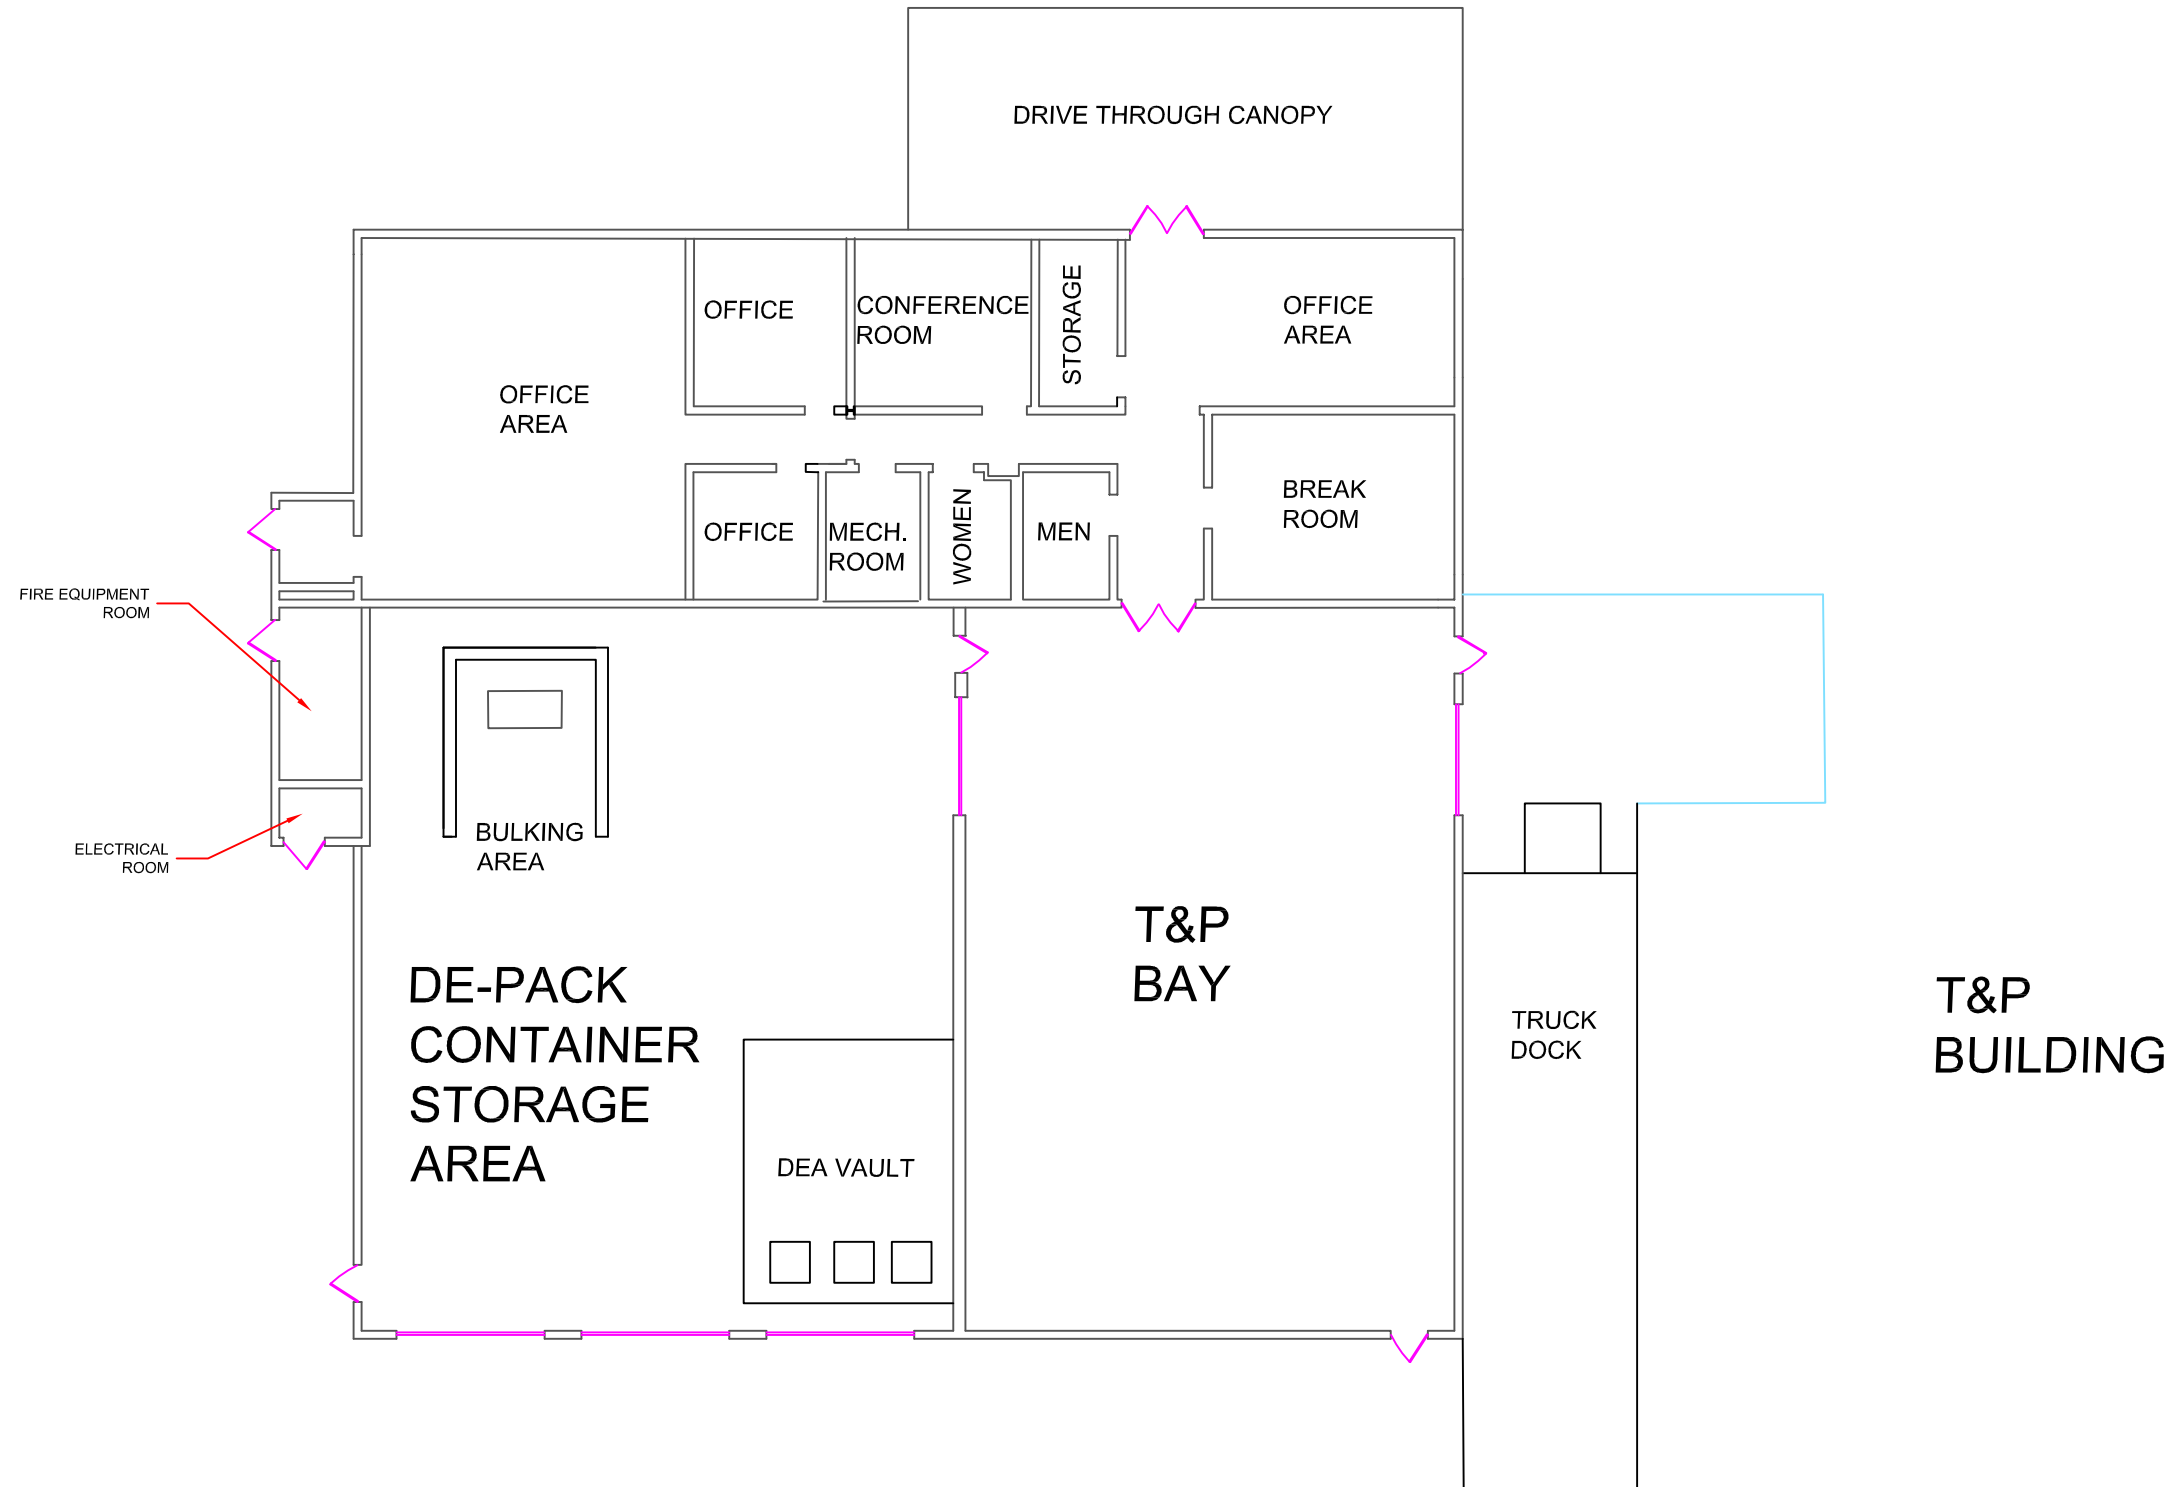 DRIVE THROUGH CANOPY
OFFICE
CONFERENCE
ROOM
STORAGE
OFFICE
AREA
OFFICE
AREA
OFFICE
MECH.
ROOM
WOMEN
MEN
BREAK
ROOM
FIRE EQUIPMENT
ROOM
ELECTRICAL
ROOM
BULKING
AREA
DE-PACK
CONTAINER
STORAGE
AREA
DEA VAULT
T&P
BAY
TRUCK
DOCK
T&P
BUILDING